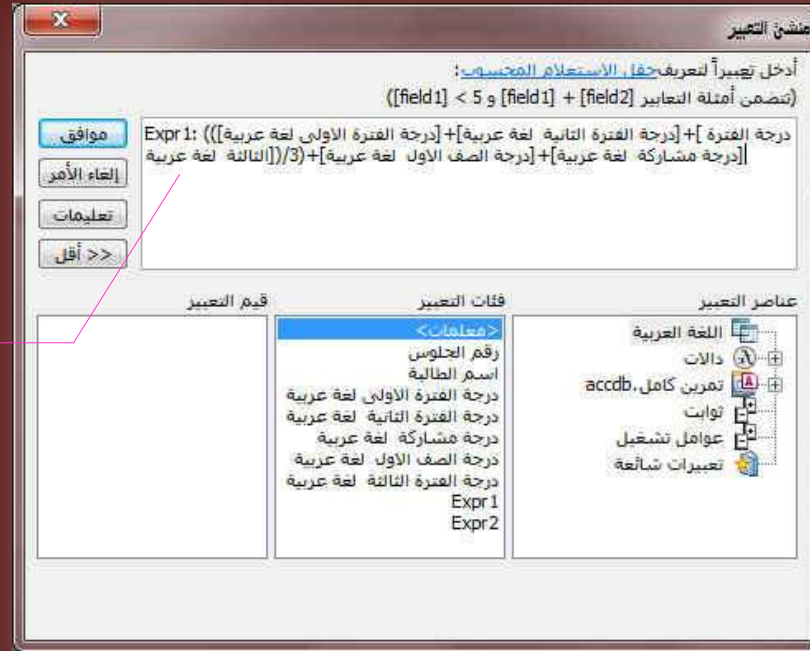 منشئ التعبير
أدخل تعبيراً لتعريف حقل الاستعلام المحسوب:
(تتضمن أمثلة التعابير [field1] + [field2] و [field1] < 5)
Expr1: (([درجة الفترة الاولى لغة عربية]+[درجة الفترة الثانية لغة عربية]+[درجة الفترة
الثالثة لغة عربية])/3)+[درجة الصف الاول لغة عربية]+[درجة مشاركة لغة عربية]
موافق
إلغاء الأمر
تعليمات
<< أقل
عناصر التعبير
اللغة العربية
دالات
تمرين كامل.accdb
ثوابت
عوامل تشغيل
تعبيرات شائعة
فئات التعبير
<معلمات>
رقم الجلوس
اسم الطالبة
درجة الفترة الاولى لغة عربية
درجة الفترة الثانية لغة عربية
درجة مشاركة لغة عربية
درجة الصف الاول لغة عربية
درجة الفترة الثالثة لغة عربية
Expr1
Expr2
قيم التعبير